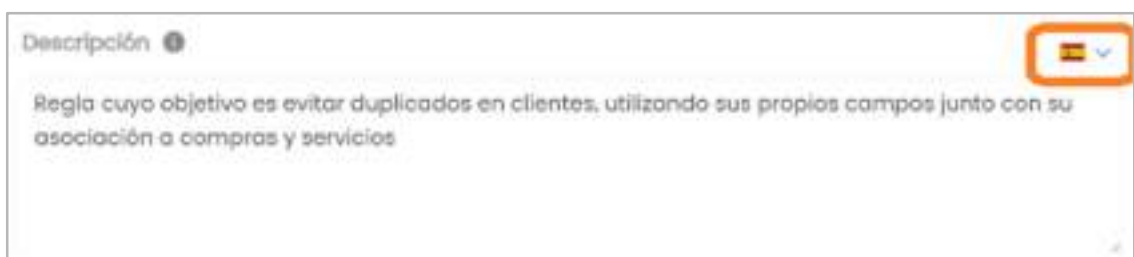 Descripción
Regla cuyo objetivo es evitar duplicados en clientes, utilizando sus propios campos junto con su
asociación a compras y servicios